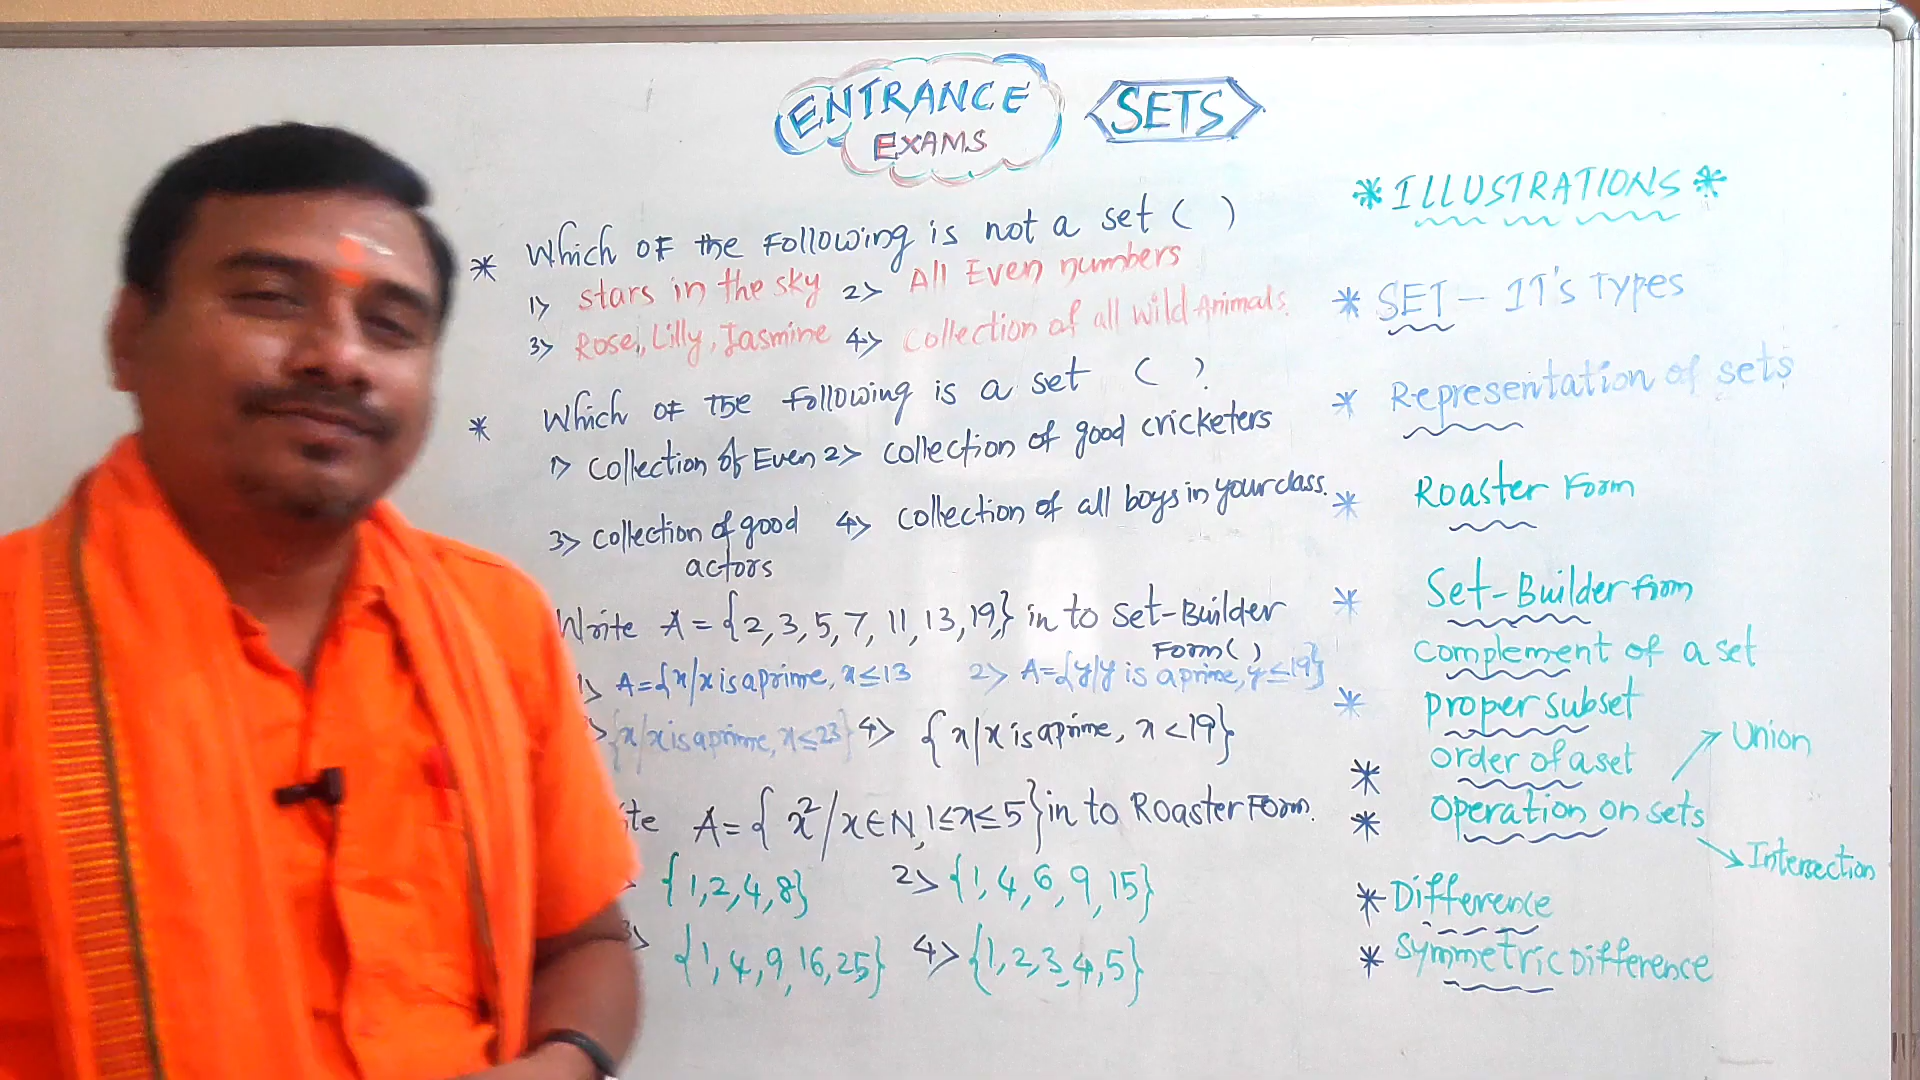 ENTRANCE
EXAMS
SETS
* Which of the Following is not a set ( )
1> stars in the sky 2> All Even numbers
3> Rose, Lilly, Jasmine 4> Collection of all Wild Animals.
* Which of the following is a set ( ).
1> collection of Even 2> collection of good cricketers
3> collection of good 4> collection of all boys in your class.
actors
Write A = {2, 3, 5, 7, 11, 13, 19,} in to Set-Builder
Form( )
1> A={x/x is a prime, x≤13 2> A={y/y is a prime, y≤19}
> {x/x is a prime, x≤23} 4> {x/x is a prime, x<19}
ite A={x²/x∈N, 1≤x≤5} in to Roaster Form.
> {1,2,4,8} 2> {1,4,6,9,15}
3> {1,4,9,16,25} 4> {1,2,3,4,5}
* ILLUSTRATIONS *
* SET - IT's Types
* Representation of sets
* Roaster Form
* Set-Builder Form
Complement of a set
* proper subset
* order of a set
* Operation on sets
Union
Intersection
* Difference
* Symmetric Difference